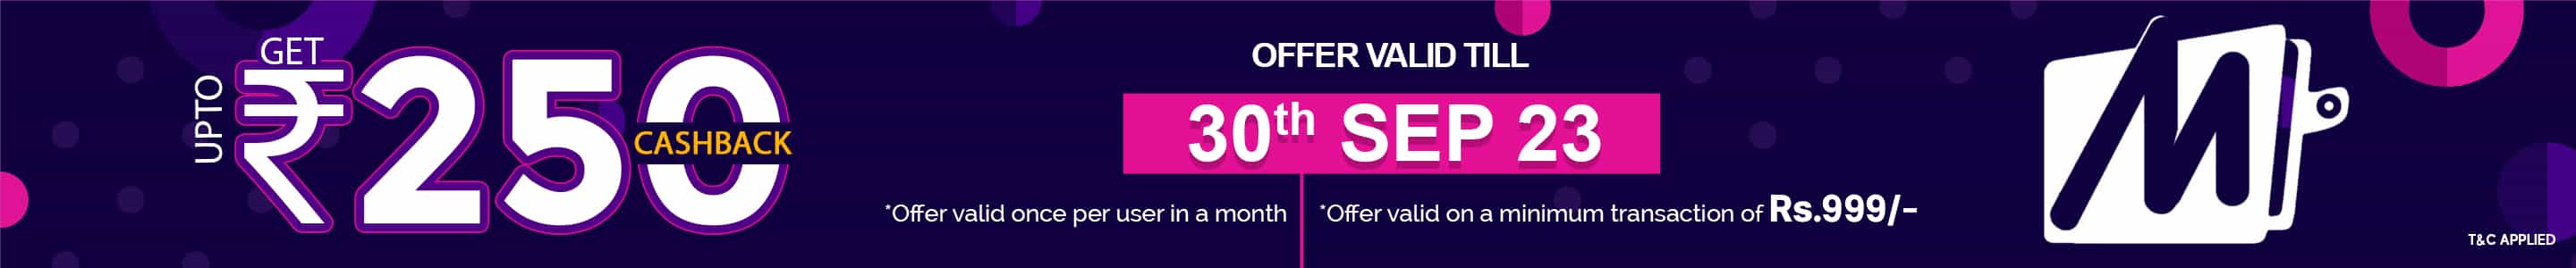 UPTO
GET
₹250
CASHBACK
OFFER VALID TILL
30th SEP 23
*Offer valid once per user in a month
*Offer valid on a minimum transaction of Rs.999/-
T&C APPLIED